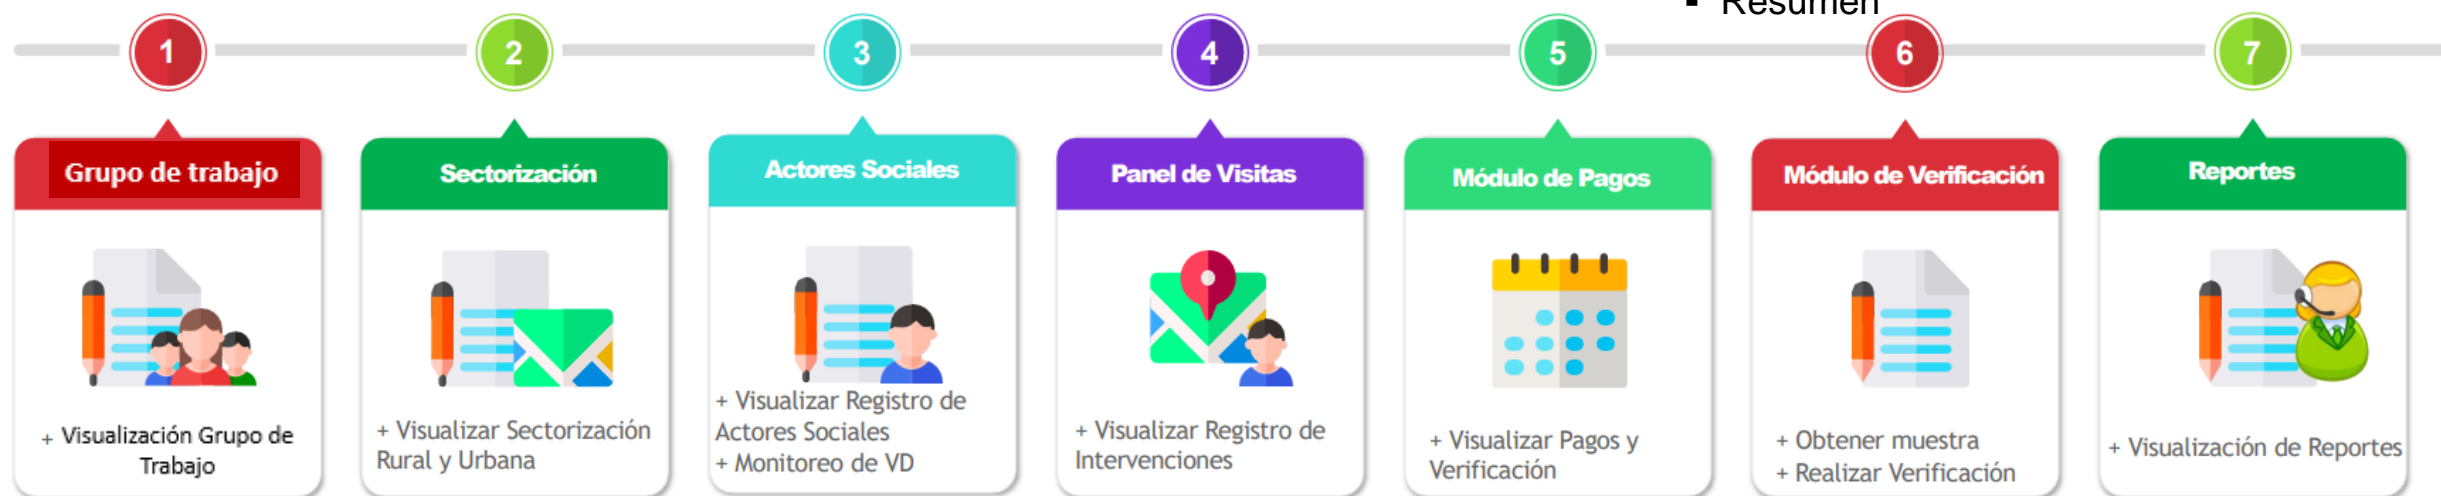 ▪ Resumen
1
2
3
4
5
6
7
Grupo de trabajo
+ Visualización Grupo de
Trabajo
Sectorización
+ Visualizar Sectorización
Rural y Urbana
Actores Sociales
+ Visualizar Registro de
Actores Sociales
+ Monitoreo de VD
Panel de Visitas
+ Visualizar Registro de
Intervenciones
Módulo de Pagos
+ Visualizar Pagos y
Verificación
Módulo de Verificación
+ Obtener muestra
+ Realizar Verificación
Reportes
+ Visualización de Reportes